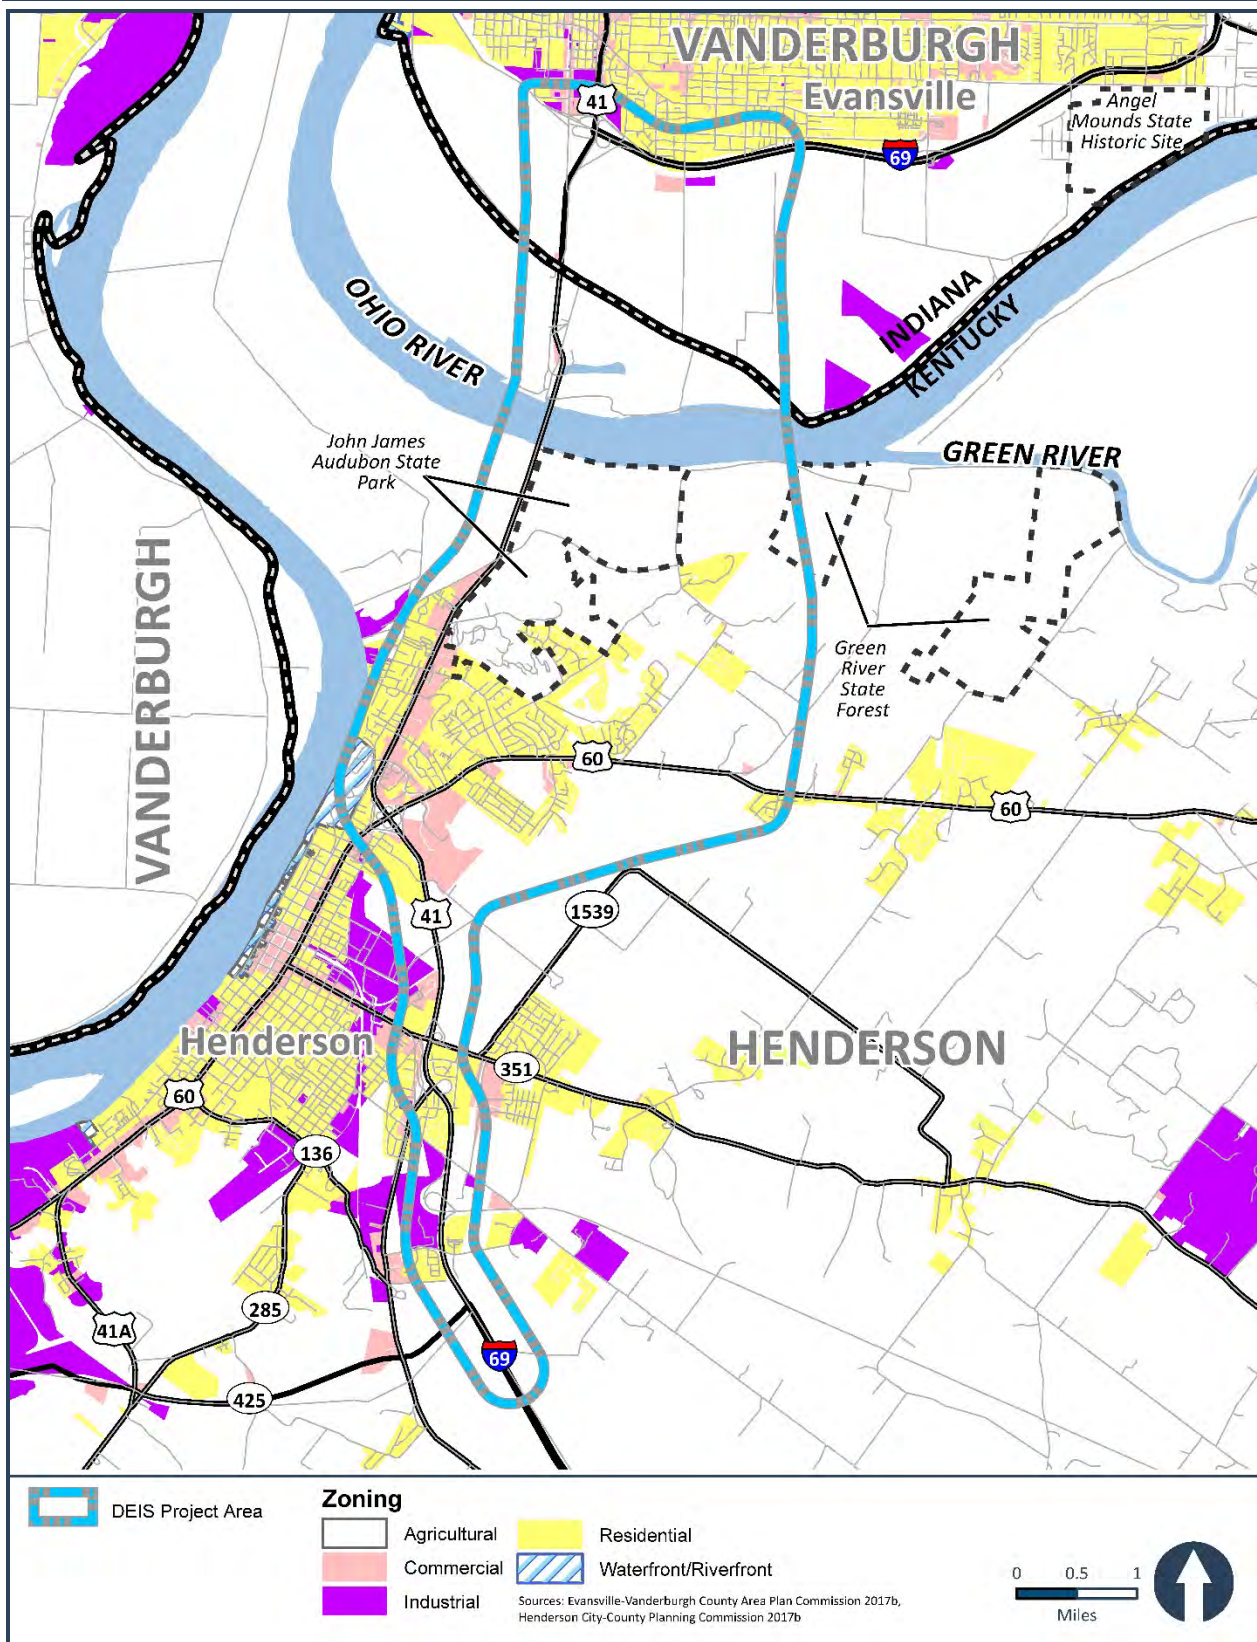 VANDERBURGH
Evansville
41
69
Angel
Mounds State
Historic Site
OHIO RIVER
INDIANA
KENTUCKY
John James
Audubon State
Park
GREEN RIVER
VANDERBURGH
Green
River
State
Forest
60
60
41
1539
Henderson
HENDERSON
351
60
136
285
41A
69
425
DEIS Project Area
Zoning
Agricultural
Commercial
Industrial
Residential
Waterfront/Riverfront
Sources: Evansville-Vanderburgh County Area Plan Commission 2017b,
Henderson City-County Planning Commission 2017b
0 0.5 1
Miles